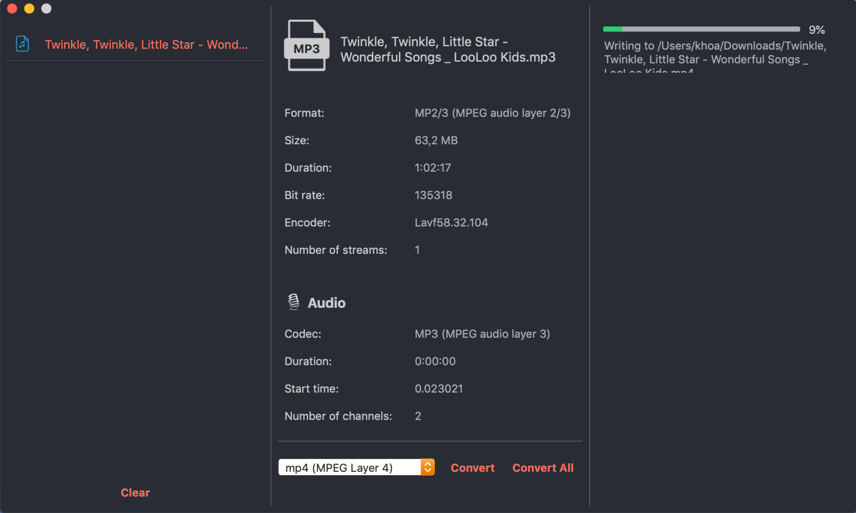 Twinkle, Twinkle, Little Star - Wond...
Clear
MP3
Twinkle, Twinkle, Little Star -
Wonderful Songs _ LooLoo Kids.mp3
Format: MP2/3 (MPEG audio layer 2/3)
Size: 63,2 MB
Duration: 1:02:17
Bit rate: 135318
Encoder: Lavf58.32.104
Number of streams: 1
Audio
Codec: MP3 (MPEG audio layer 3)
Duration: 0:00:00
Start time: 0.023021
Number of channels: 2
mp4 (MPEG Layer 4) Convert Convert All
9%
Writing to /Users/khoa/Downloads/Twinkle,
Twinkle, Little Star - Wonderful Songs _
LooLoo Kids.mp4